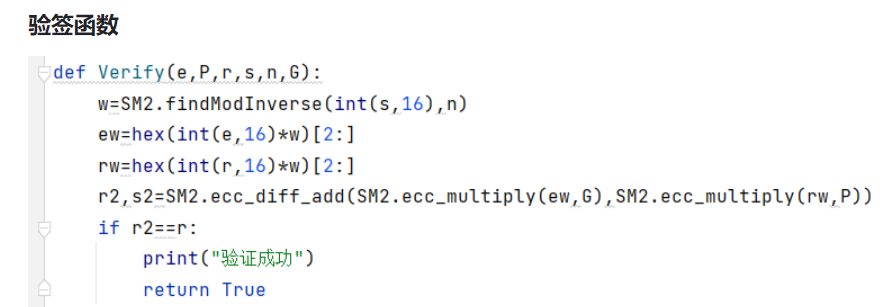 验签函数
def Verify(e,P,r,s,n,G):
    w=SM2.findModInverse(int(s,16),n)
    ew=hex(int(e,16)*w)[2:]
    rw=hex(int(r,16)*w)[2:]
    r2,s2=SM2.ecc_diff_add(SM2.ecc_multiply(ew,G),SM2.ecc_multiply(rw,P))
    if r2==r:
        print("验证成功")
        return True